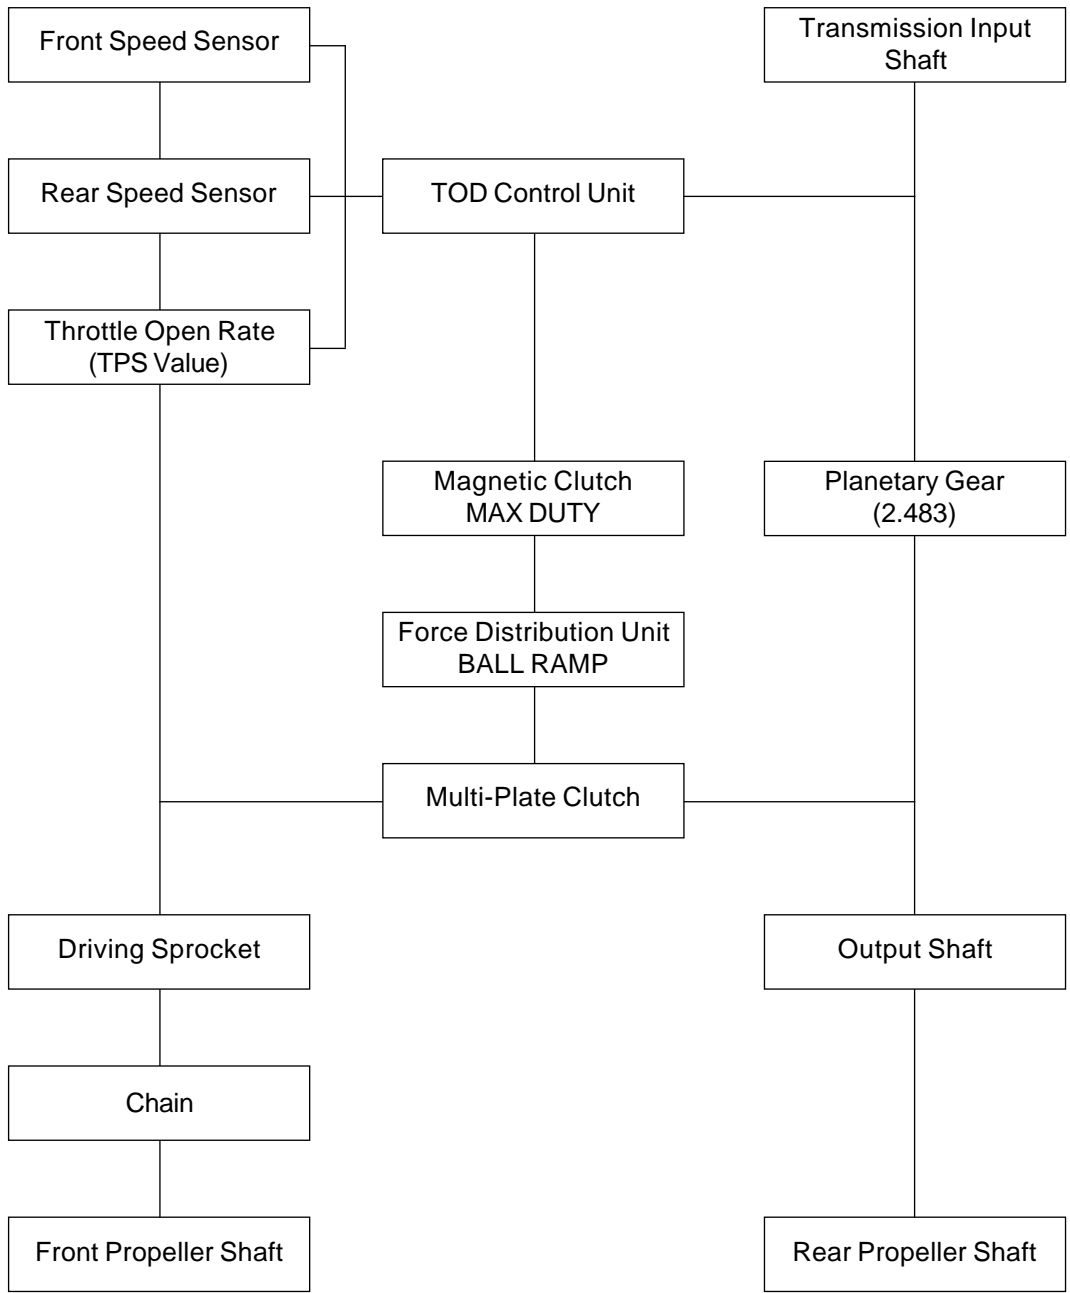 Front Speed Sensor
Transmission Input
Shaft
Rear Speed Sensor
TOD Control Unit
Throttle Open Rate
(TPS Value)
Magnetic Clutch
MAX DUTY
Planetary Gear
(2.483)
Force Distribution Unit
BALL RAMP
Multi-Plate Clutch
Driving Sprocket
Output Shaft
Chain
Front Propeller Shaft
Rear Propeller Shaft